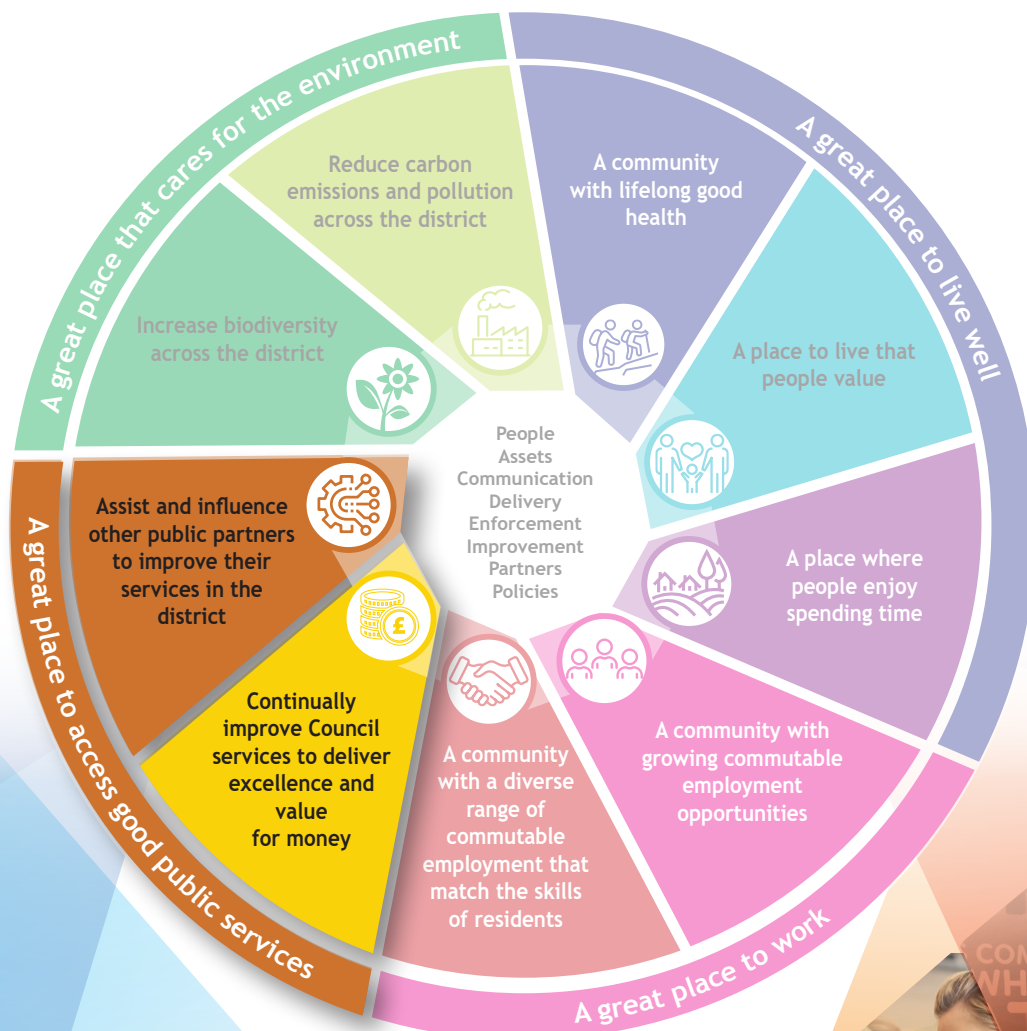 A great place that cares for the environment
A great place to live well
Reduce carbon
emissions and pollution
across the district
A community
with lifelong good
health
Increase biodiversity
across the district
A place to live that
people value
People
Assets
Communication
Delivery
Enforcement
Improvement
Partners
Policies
Assist and influence
other public partners
to improve their
services in the
district
A place where
people enjoy
spending time
£
Continually
improve Council
services to deliver
excellence and
value
for money
A community
with a diverse
range of
commutable
employment that
match the skills
of residents
A community with
growing commutable
employment
opportunities
A great place to access good public services
A great place to work